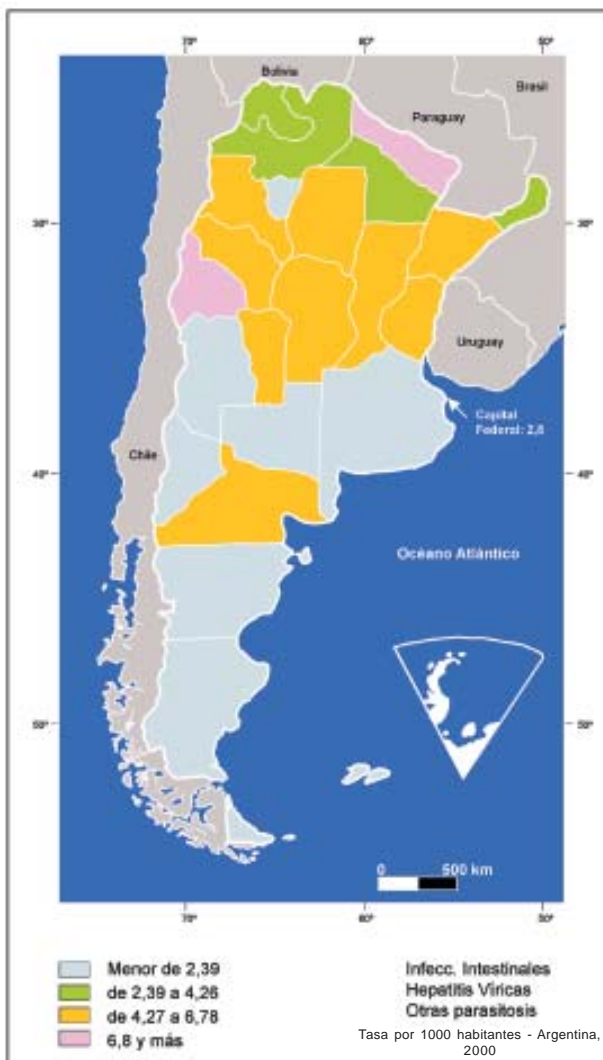 70°
60°
50°
Bolivia
Brasil
Paraguay
30°
30°
Uruguay
Capital
Federal: 2,8
Chile
40°
40°
Océano Atlántico
50°
50°
0
500 km
70°
60°
50°
Menor de 2,39
de 2,39 a 4,26
de 4,27 a 6,78
6,8 y más
Infecc. Intestinales
Hepatitis Víricas
Otras parasitosis
Tasa por 1000 habitantes - Argentina,
2000